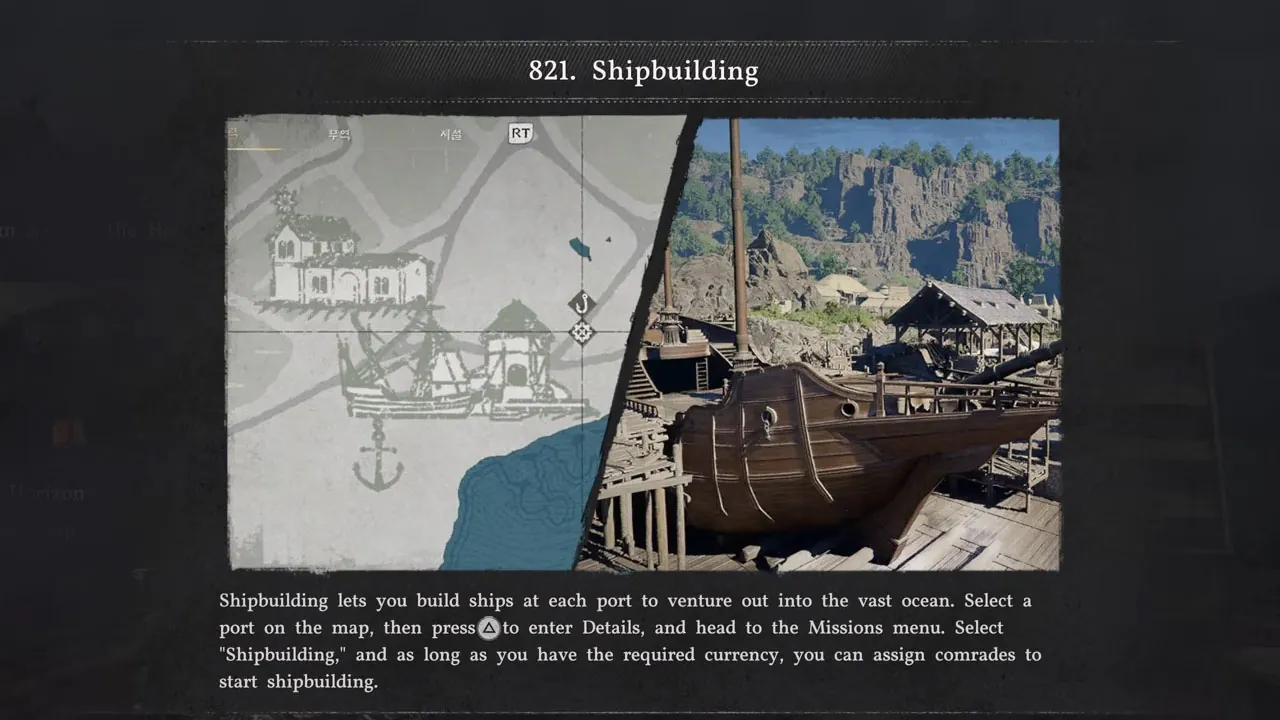 821. Shipbuilding
무역 시설 RT
Shipbuilding lets you build ships at each port to venture out into the vast ocean. Select a
port on the map, then press to enter Details, and head to the Missions menu. Select
"Shipbuilding," and as long as you have the required currency, you can assign comrades to
start shipbuilding.
Horizon